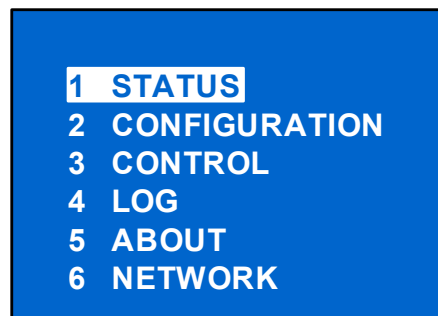 1 STATUS
2 CONFIGURATION
3 CONTROL
4 LOG
5 ABOUT
6 NETWORK